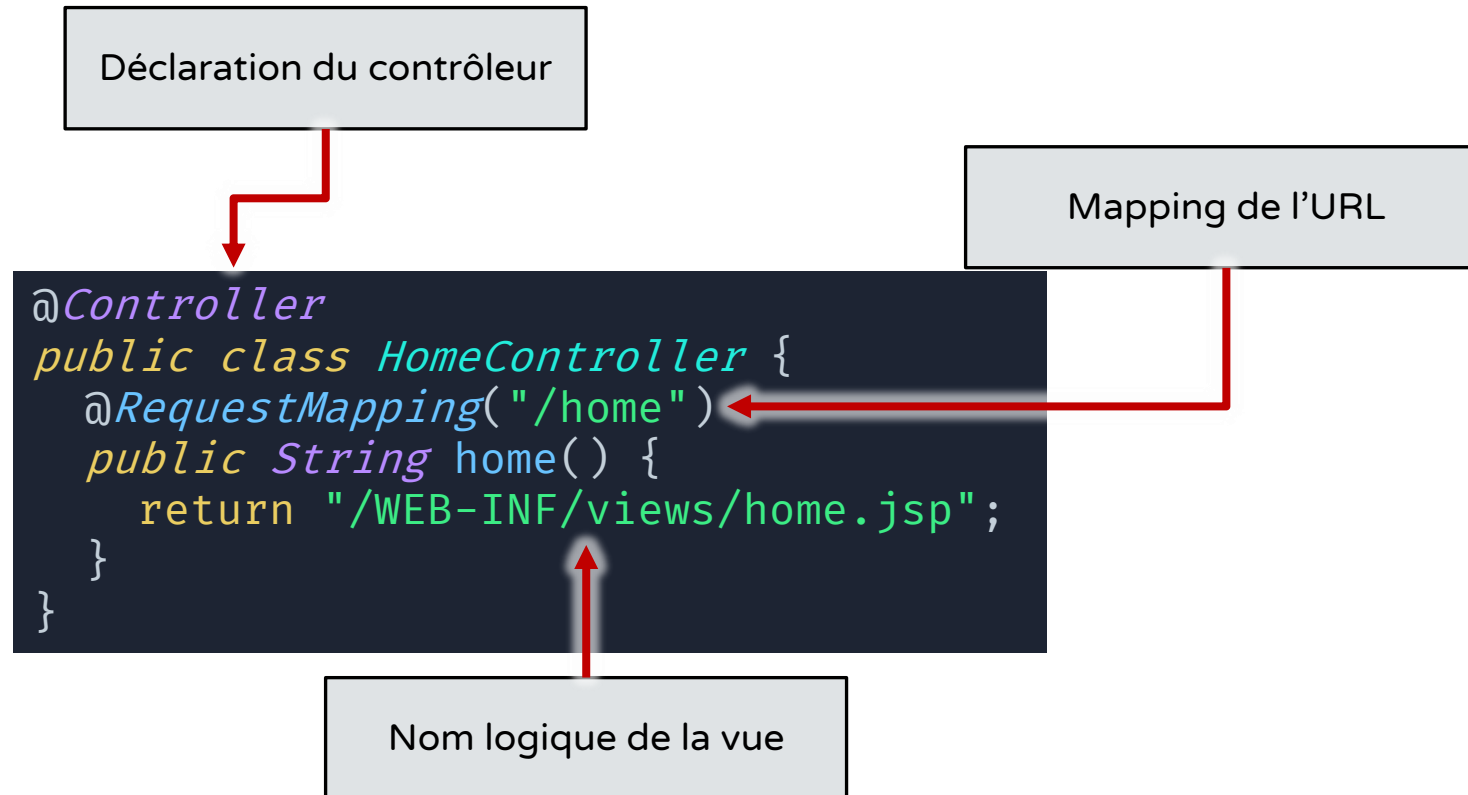 Déclaration du contrôleur
Mapping de l’URL
@Controller
public class HomeController {
  @RequestMapping("/home")
  public String home() {
    return "/WEB-INF/views/home.jsp";
  }
}
Nom logique de la vue